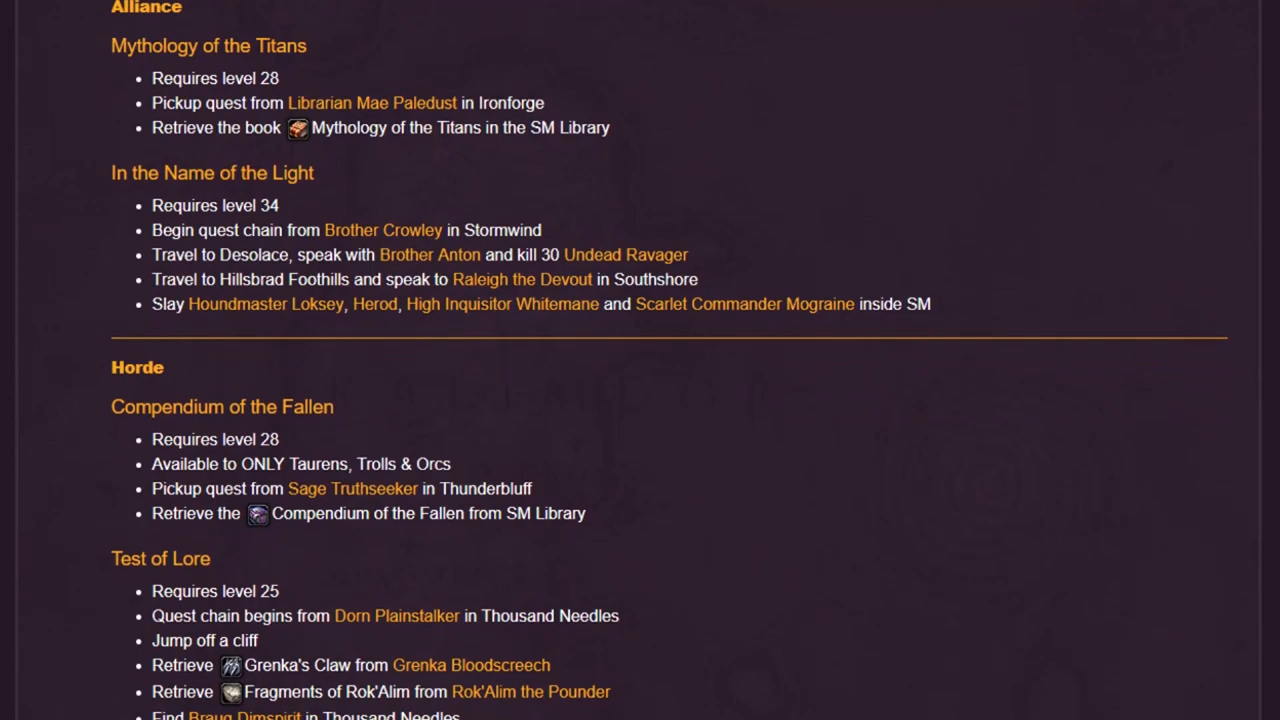 Alliance
Mythology of the Titans
• Requires level 28
• Pickup quest from Librarian Mae Paledust in Ironforge
• Retrieve the book Mythology of the Titans in the SM Library
In the Name of the Light
• Requires level 34
• Begin quest chain from Brother Crowley in Stormwind
• Travel to Desolace, speak with Brother Anton and kill 30 Undead Ravager
• Travel to Hillsbrad Foothills and speak to Raleigh the Devout in Southshore
• Slay Houndmaster Loksey, Herod, High Inquisitor Whitemane and Scarlet Commander Mograine inside SM
Horde
Compendium of the Fallen
• Requires level 28
• Available to ONLY Taurens, Trolls & Orcs
• Pickup quest from Sage Truthseeker in Thunderbluff
• Retrieve the Compendium of the Fallen from SM Library
Test of Lore
• Requires level 25
• Quest chain begins from Dorn Plainstalker in Thousand Needles
• Jump off a cliff
• Retrieve Grenka's Claw from Grenka Bloodscreech
• Retrieve Fragments of Rok'Alim from Rok'Alim the Pounder
• Find Braug Dimspirit in Thousand Needles